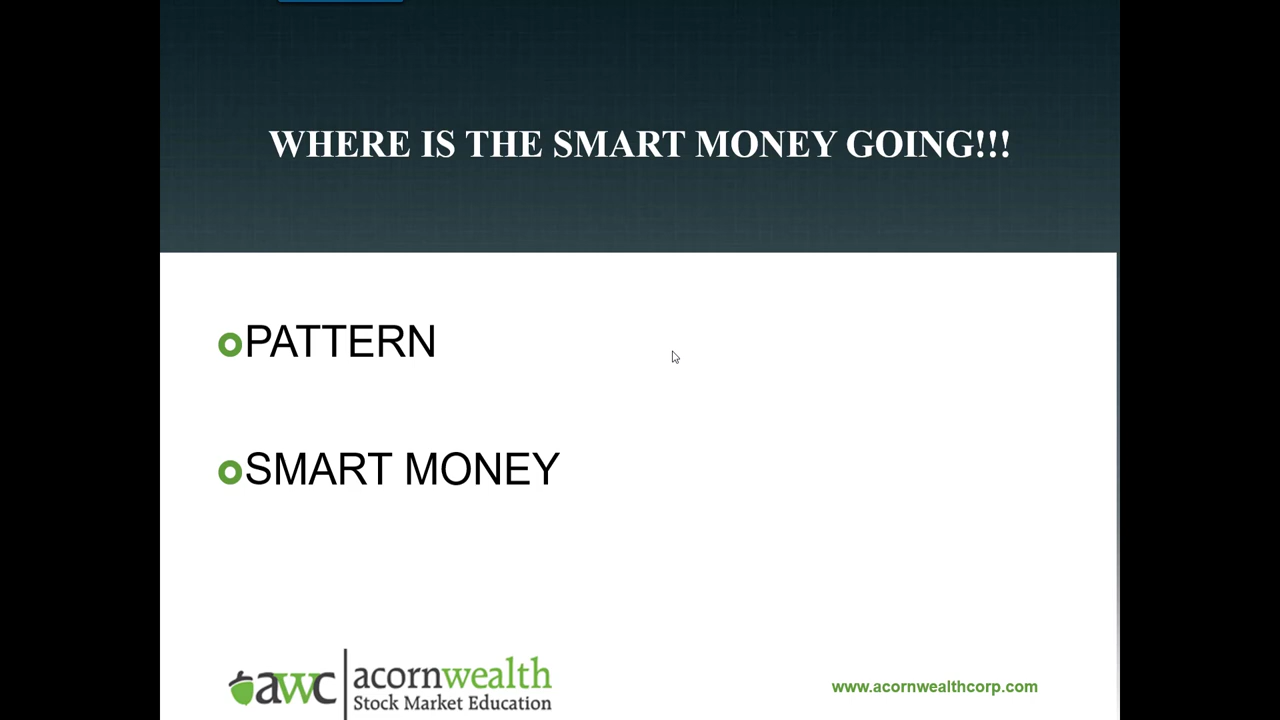 WHERE IS THE SMART MONEY GOING!!!
PATTERN
SMART MONEY
awc
acornwealth
Stock Market Education
www.acornwealthcorp.com